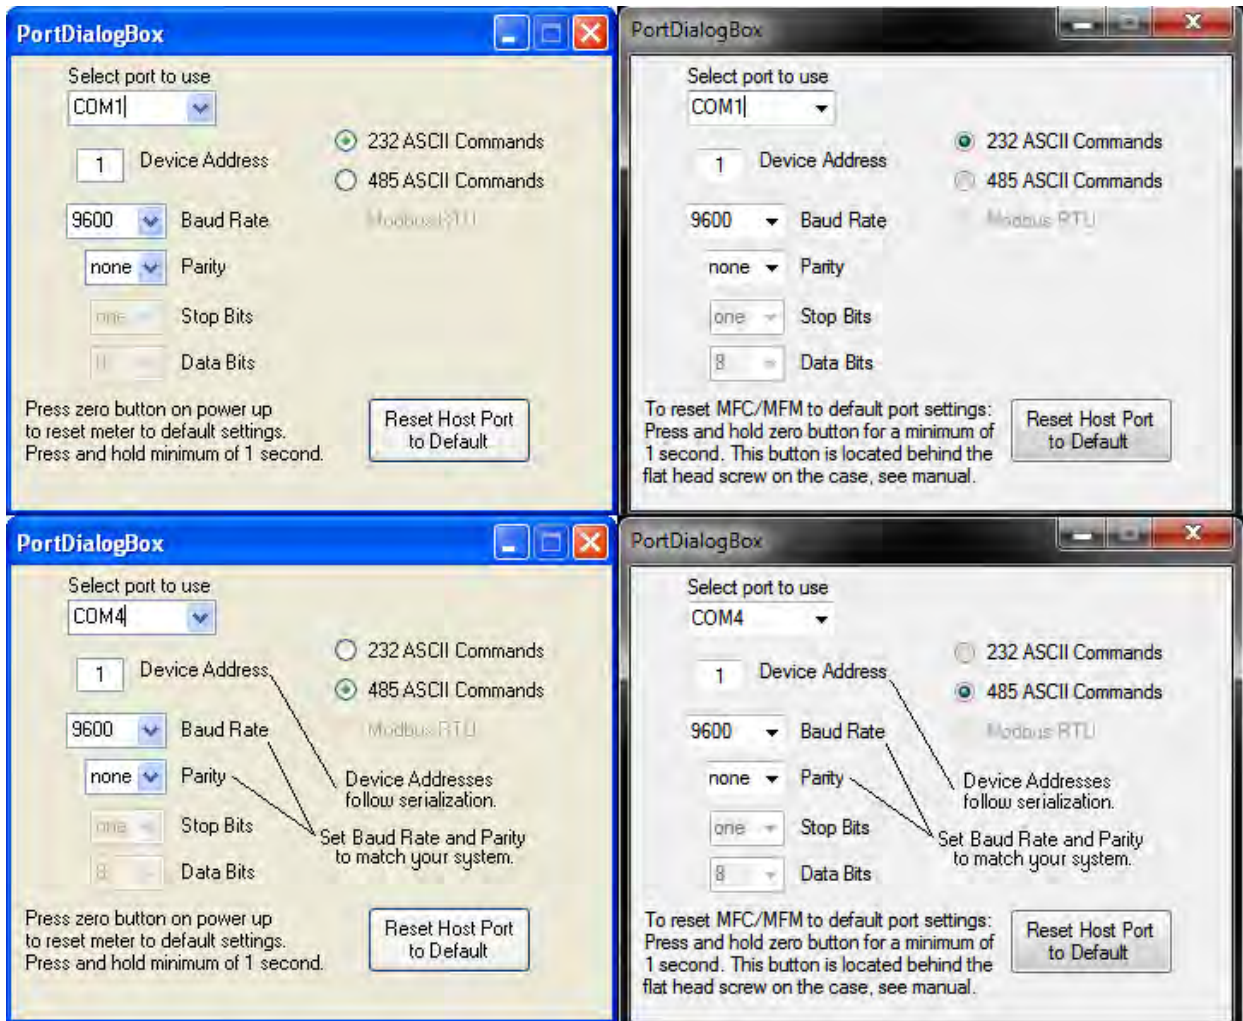 PortDialogBox
Select port to use
COM1
1 Device Address
232 ASCII Commands
485 ASCII Commands
Modbus RTU
9600 Baud Rate
none Parity
one Stop Bits
Data Bits
Press zero button on power up
to reset meter to default settings.
Press and hold minimum of 1 second.
Reset Host Port
to Default
PortDialogBox
Select port to use
COM1
1 Device Address
232 ASCII Commands
485 ASCII Commands
Modbus RTU
9600 Baud Rate
none Parity
one Stop Bits
8 Data Bits
To reset MFC/MFM to default port settings:
Press and hold zero button for a minimum of
1 second. This button is located behind the
flat head screw on the case, see manual.
Reset Host Port
to Default
PortDialogBox
Select port to use
COM4
1 Device Address
232 ASCII Commands
485 ASCII Commands
Modbus RTU
9600 Baud Rate
none Parity
one Stop Bits
8 Data Bits
Device Addresses
follow serialization.
Set Baud Rate and Parity
to match your system.
Press zero button on power up
to reset meter to default settings.
Press and hold minimum of 1 second.
Reset Host Port
to Default
PortDialogBox
Select port to use
COM4
1 Device Address
232 ASCII Commands
485 ASCII Commands
Modbus RTU
9600 Baud Rate
none Parity
one Stop Bits
8 Data Bits
Device Addresses
follow serialization.
Set Baud Rate and Parity
to match your system.
To reset MFC/MFM to default port settings:
Press and hold zero button for a minimum of
1 second. This button is located behind the
flat head screw on the case, see manual.
Reset Host Port
to Default